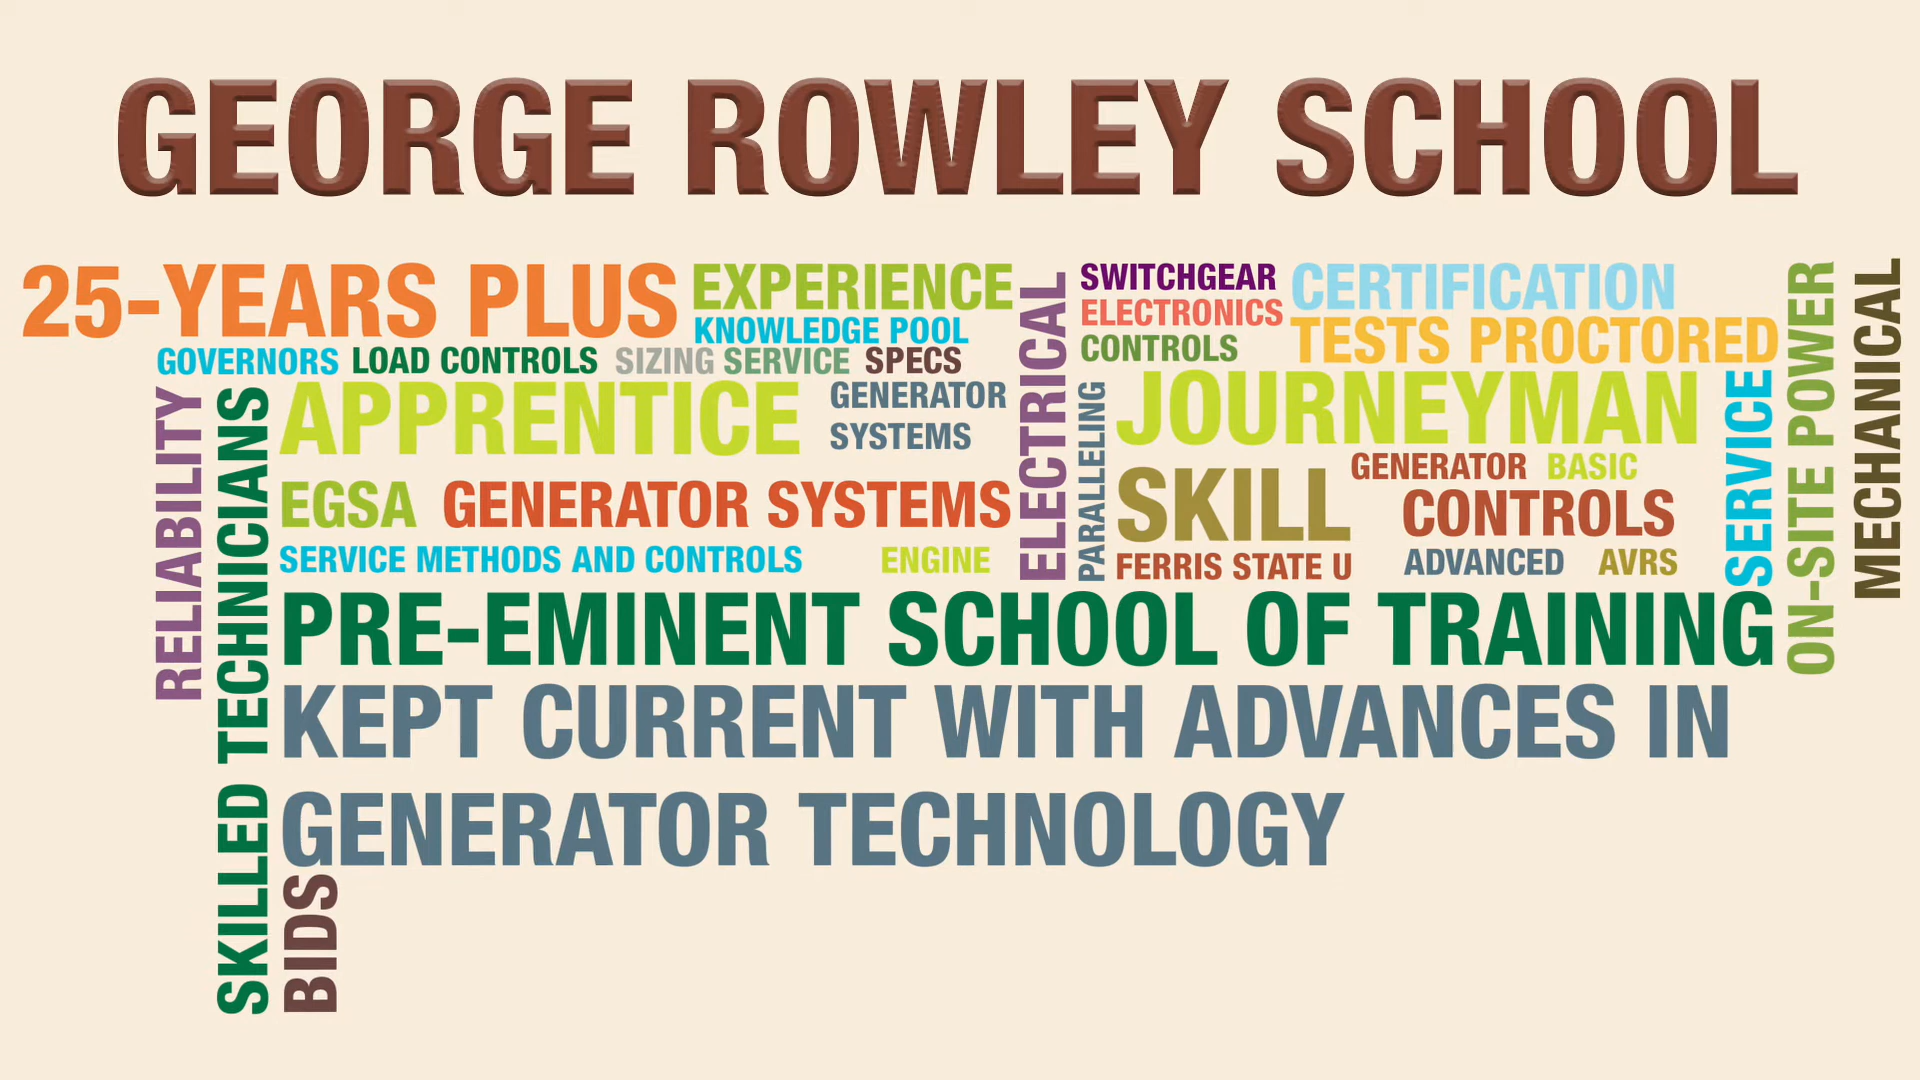 GEORGE ROWLEY SCHOOL
25-YEARS PLUS
EXPERIENCE
KNOWLEDGE POOL
GOVERNORS
LOAD CONTROLS
SIZING
SERVICE
SPECS
RELIABILITY
SKILLED TECHNICIANS
APPRENTICE
GENERATOR
SYSTEMS
EGSA
GENERATOR SYSTEMS
SERVICE METHODS AND CONTROLS
ENGINE
ELECTRICAL
SWITCHGEAR
ELECTRONICS
CONTROLS
CERTIFICATION
TESTS PROCTORED
PARALLELING
JOURNEYMAN
SKILL
GENERATOR
BASIC
CONTROLS
FERRIS STATE U
ADVANCED
AVRS
SERVICE
ON-SITE POWER
MECHANICAL
PRE-EMINENT SCHOOL OF TRAINING
KEPT CURRENT WITH ADVANCES IN
GENERATOR TECHNOLOGY
BIDS